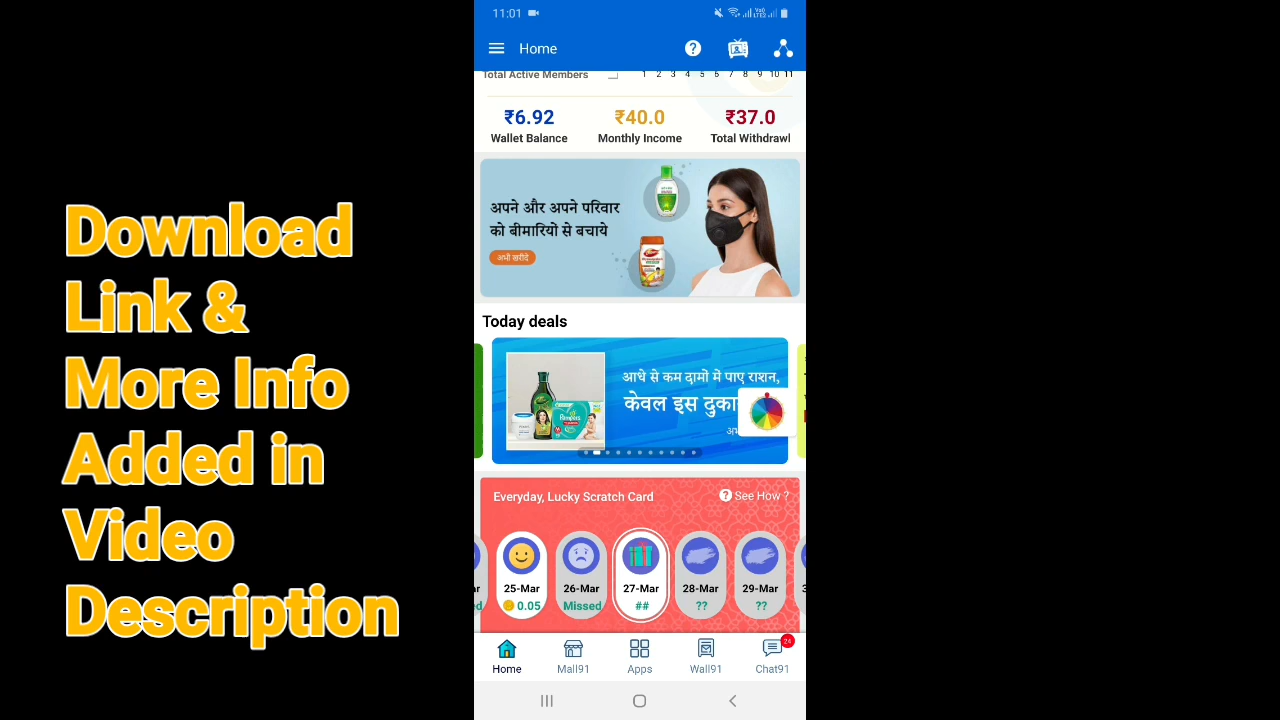 Download
Link &
More Info
Added in
Video
Description
11:01
Home
Total Active Members
1 2 3 4 5 6 7 8 9 10 11
₹6.92 ₹40.0 ₹37.0
Wallet Balance Monthly Income Total Withdrawl
अपने और अपने परिवार
को बीमारियों से बचाये
अभी खरीदे
Today deals
आधे से कम दामों मे पाए राशन,
केवल इस
Pampers
Everyday, Lucky Scratch Card ? See How ?
25-Mar 26-Mar 27-Mar 28-Mar 29-Mar
0.05 Missed ## ?? ??
24
Home Mall91 Apps Wall91 Chat91